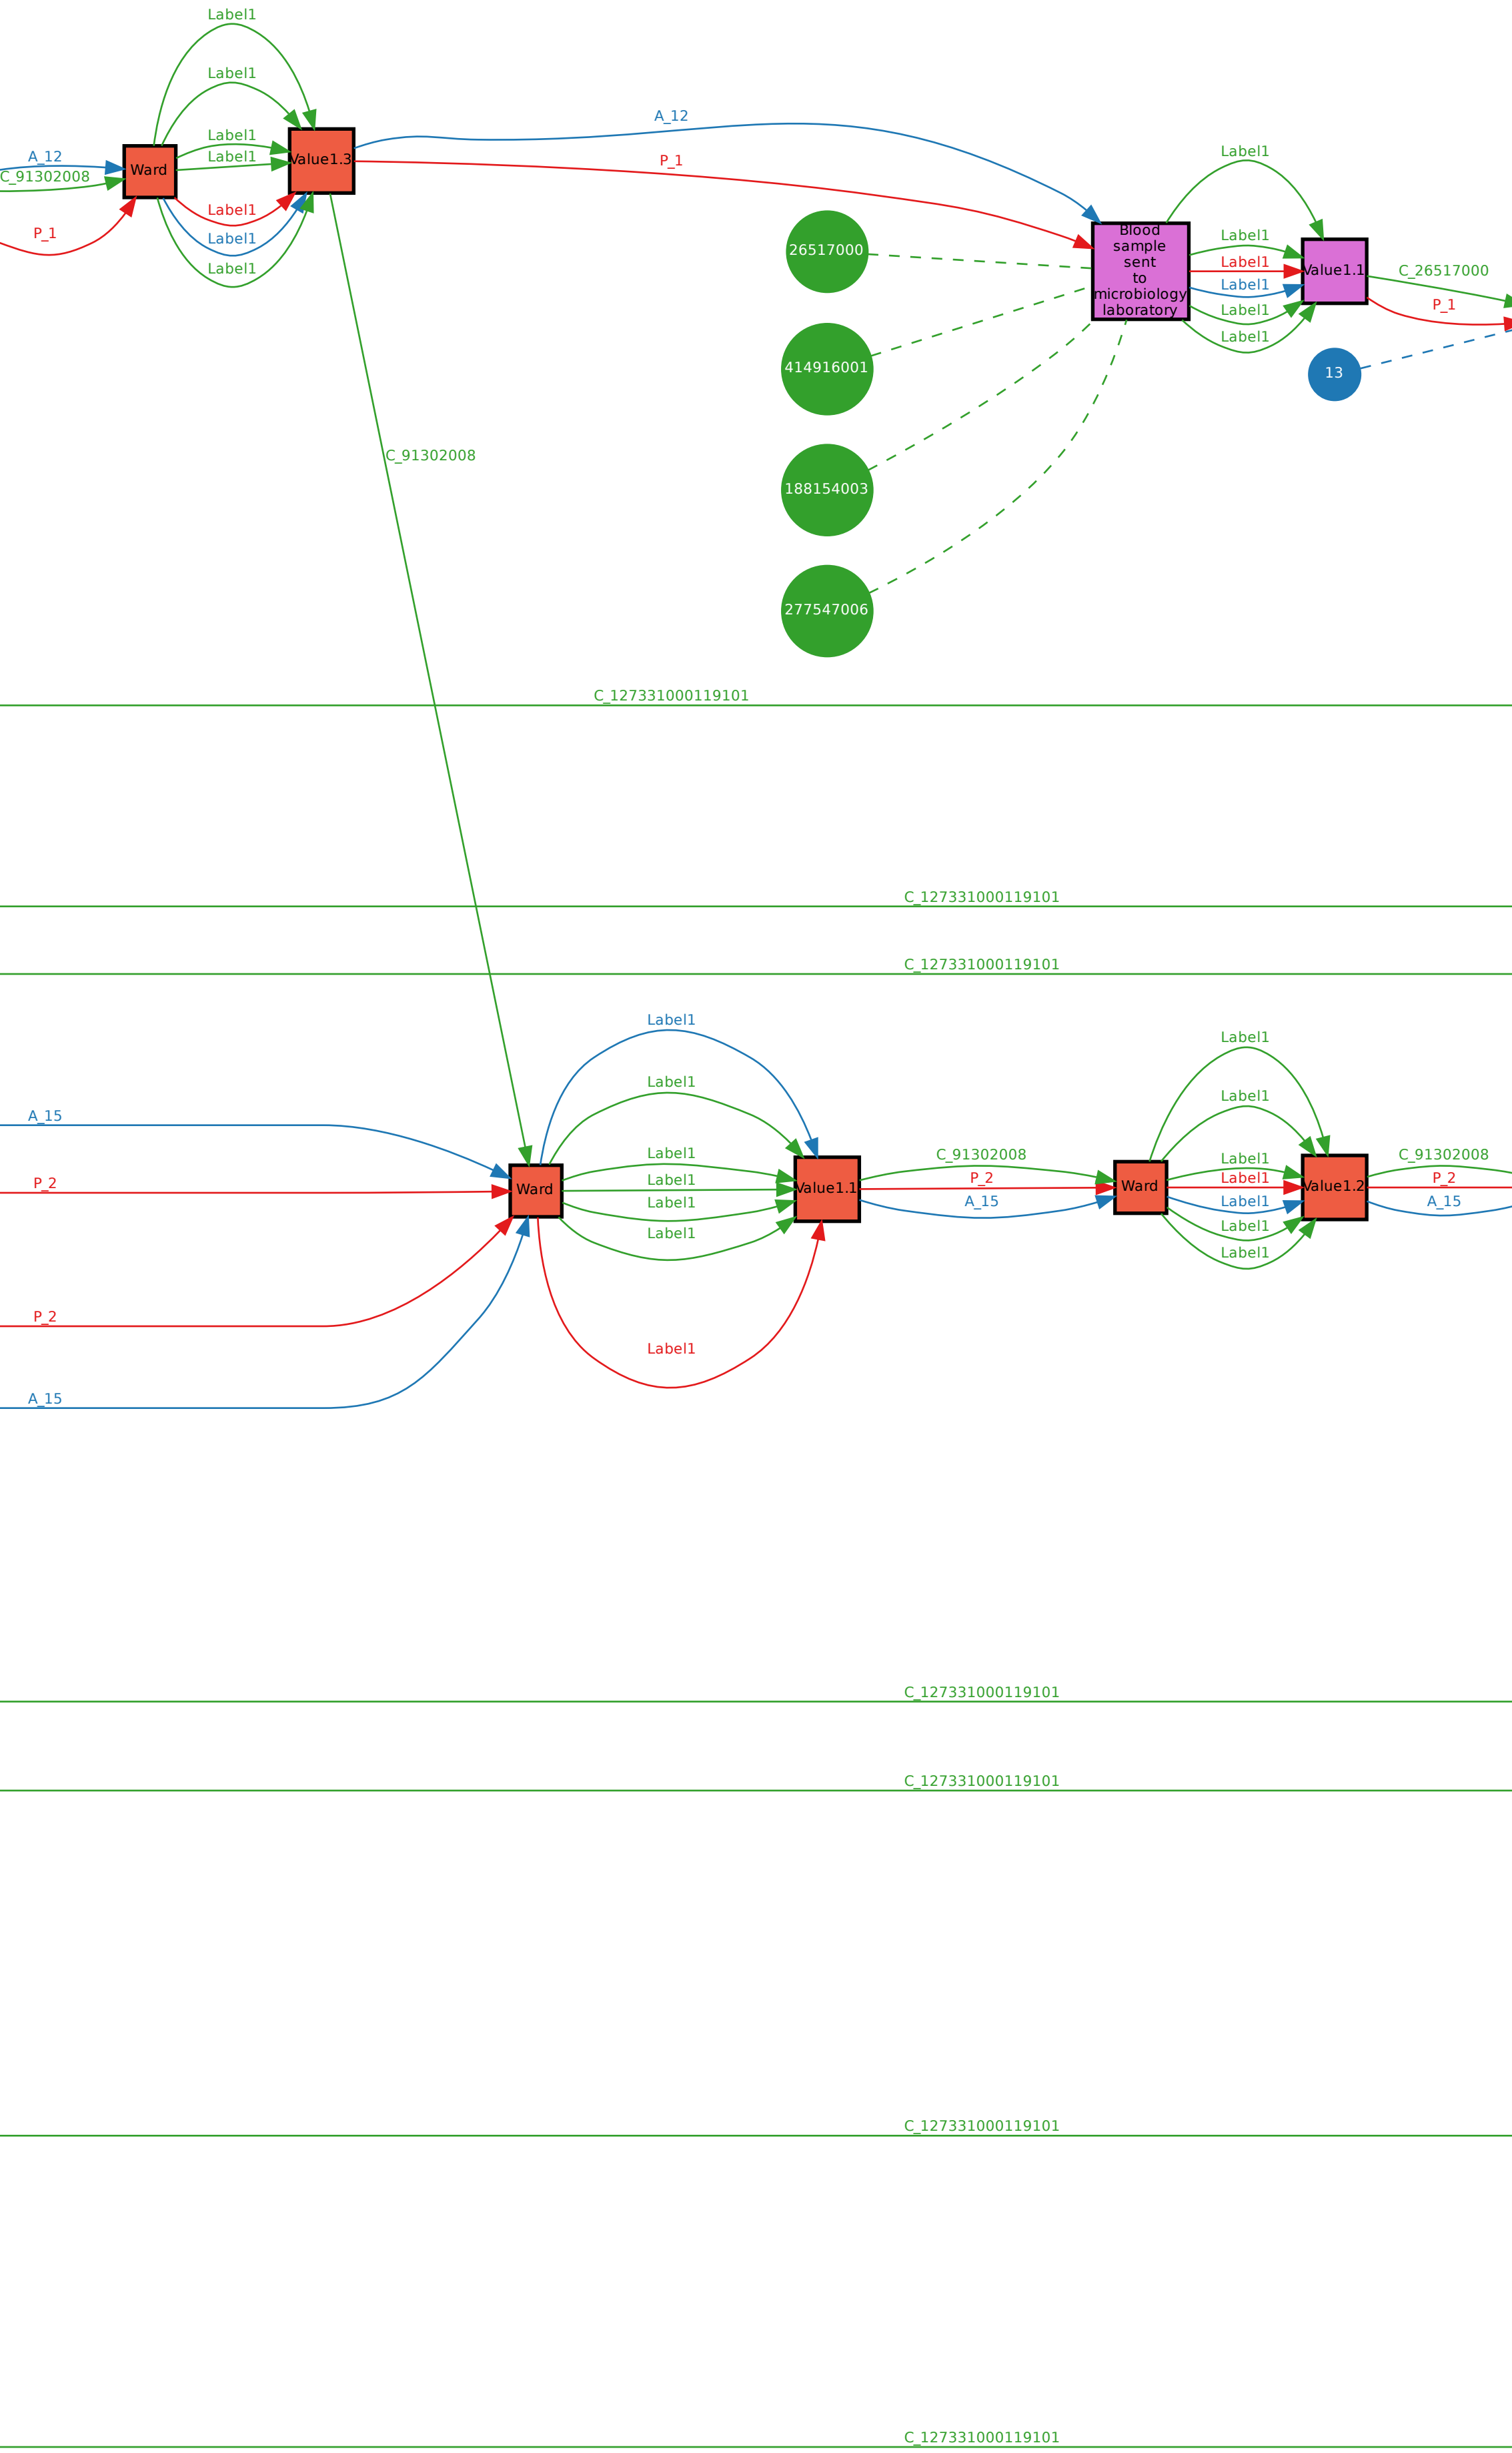 Label1
Label1
A_12
Label1
P_1
Label1
A_12
Label1
C_91302008
Ward
Value1.3
Label1
P_1
Label1
Label1
Blood
sample
sent
to
microbiology
laboratory
26517000
Label1
Label1
Label1
Label1
Label1
Value1.1
C_26517000
P_1
414916001
13
C_91302008
188154003
277547006
C_127331000119101
C_127331000119101
C_127331000119101
Label1
Label1
Label1
Label1
A_15
Label1
C_91302008
Label1
C_91302008
P_2
Label1
P_2
Label1
P_2
Ward
Value1.1
Ward
Value1.2
Label1
A_15
Label1
A_15
Label1
Label1
Label1
P_2
Label1
A_15
C_127331000119101
C_127331000119101
C_127331000119101
C_127331000119101